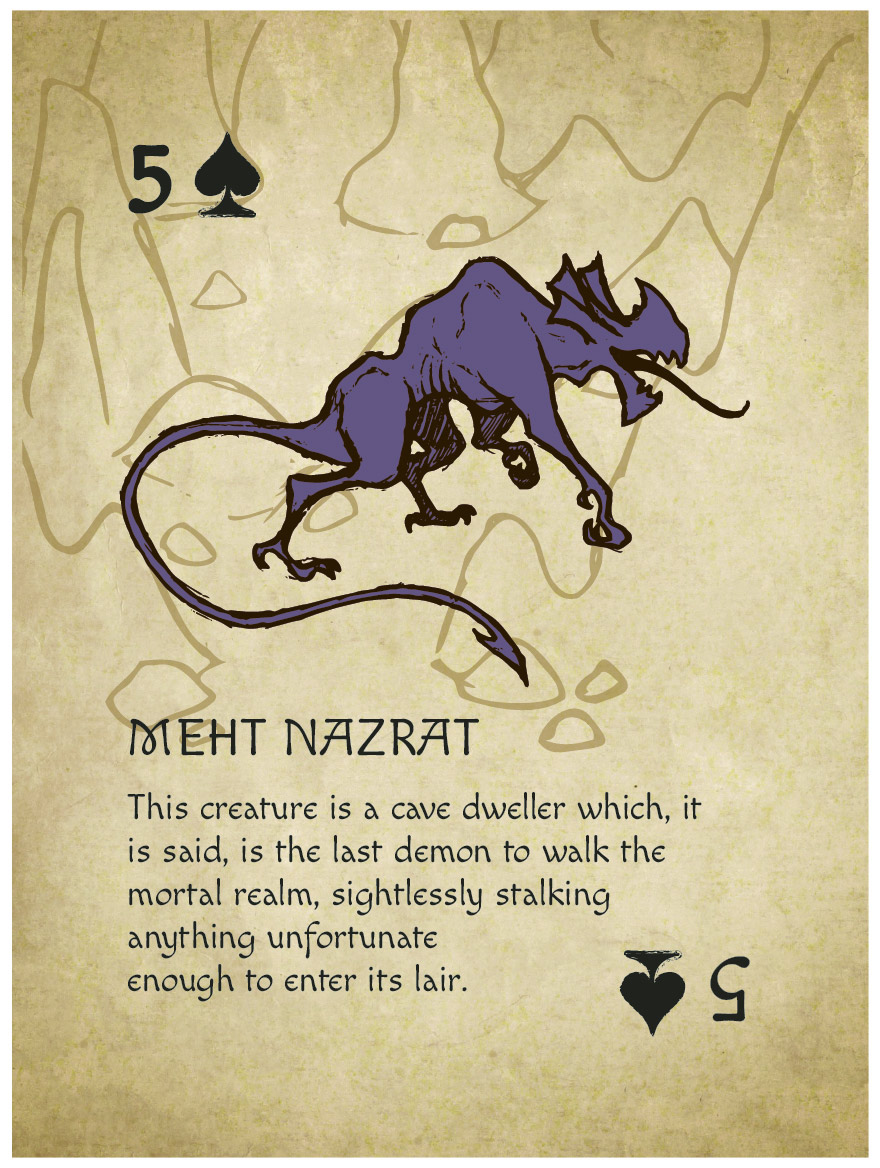 5♠
MEHT NAZRAT
This creature is a cave dweller which, it
is said, is the last demon to walk the
mortal realm, sightlessly stalking
anything unfortunate
enough to enter its lair.
5♠